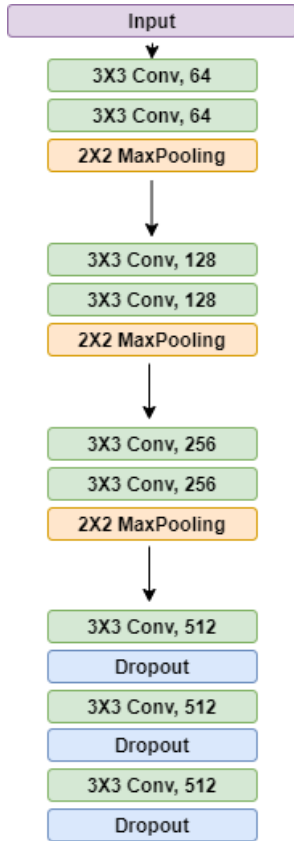 Input
3X3 Conv, 64
3X3 Conv, 64
2X2 MaxPooling
3X3 Conv, 128
3X3 Conv, 128
2X2 MaxPooling
3X3 Conv, 256
3X3 Conv, 256
2X2 MaxPooling
3X3 Conv, 512
Dropout
3X3 Conv, 512
Dropout
3X3 Conv, 512
Dropout